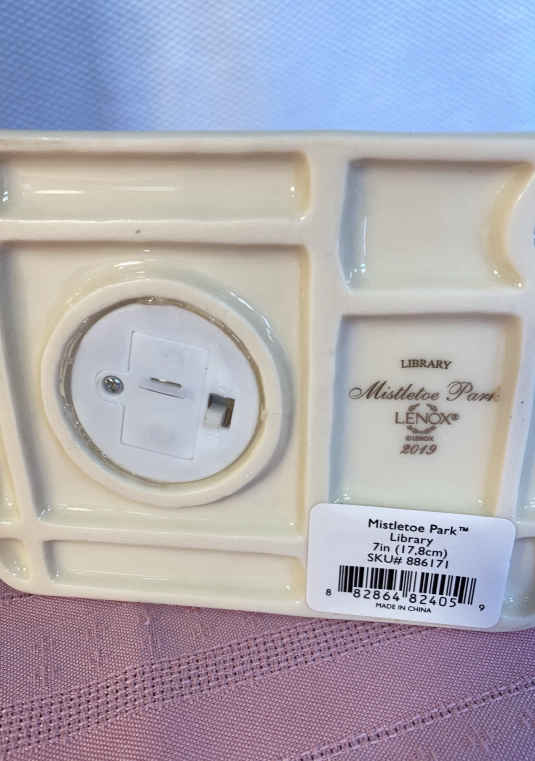 LIBRARY
Mistletoe Park
LENOX®
©LENOX
2019
Mistletoe Park™
Library
7in (17.8cm)
SKU# 886171
8 82864 82405 9
MADE IN CHINA